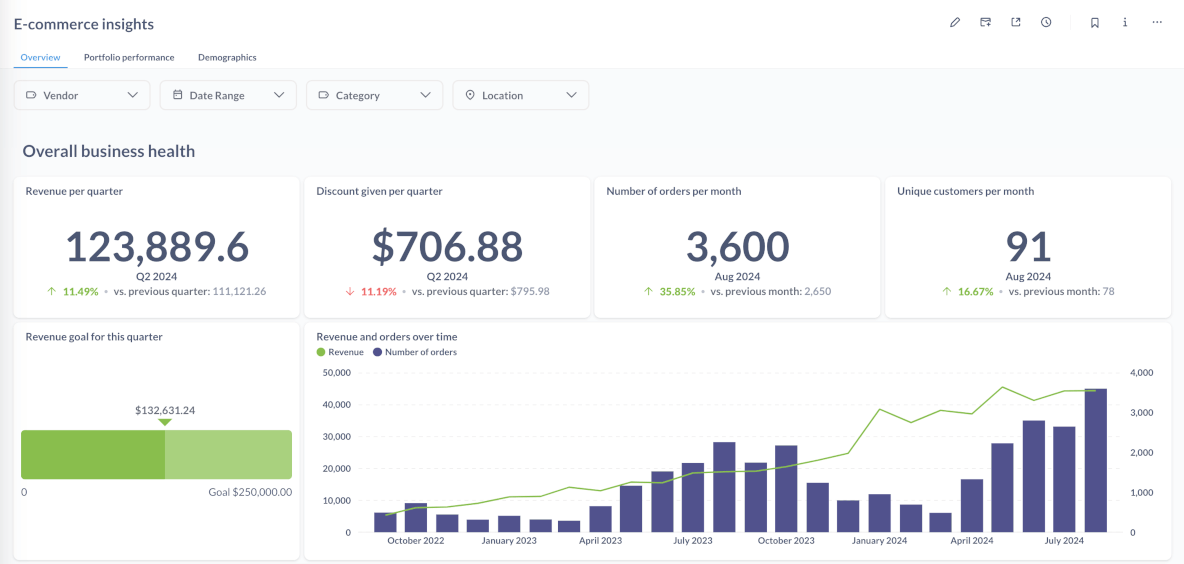 E-commerce insights
Overview Portfolio performance Demographics
Vendor Date Range Category Location
Overall business health
Revenue per quarter
123,889.6
Q2 2024
11.49% • vs. previous quarter: 111,121.26
Discount given per quarter
$706.88
Q2 2024
11.19% • vs. previous quarter: $795.98
Number of orders per month
3,600
Aug 2024
35.85% • vs. previous month: 2,650
Unique customers per month
91
Aug 2024
16.67% • vs. previous month: 78
Revenue goal for this quarter
$132,631.24
0 Goal $250,000.00
Revenue and orders over time
Revenue Number of orders
50,000 4,000
40,000
3,000
30,000
2,000
20,000
10,000 1,000
0 0
October 2022 January 2023 April 2023 July 2023 October 2023 January 2024 April 2024 July 2024